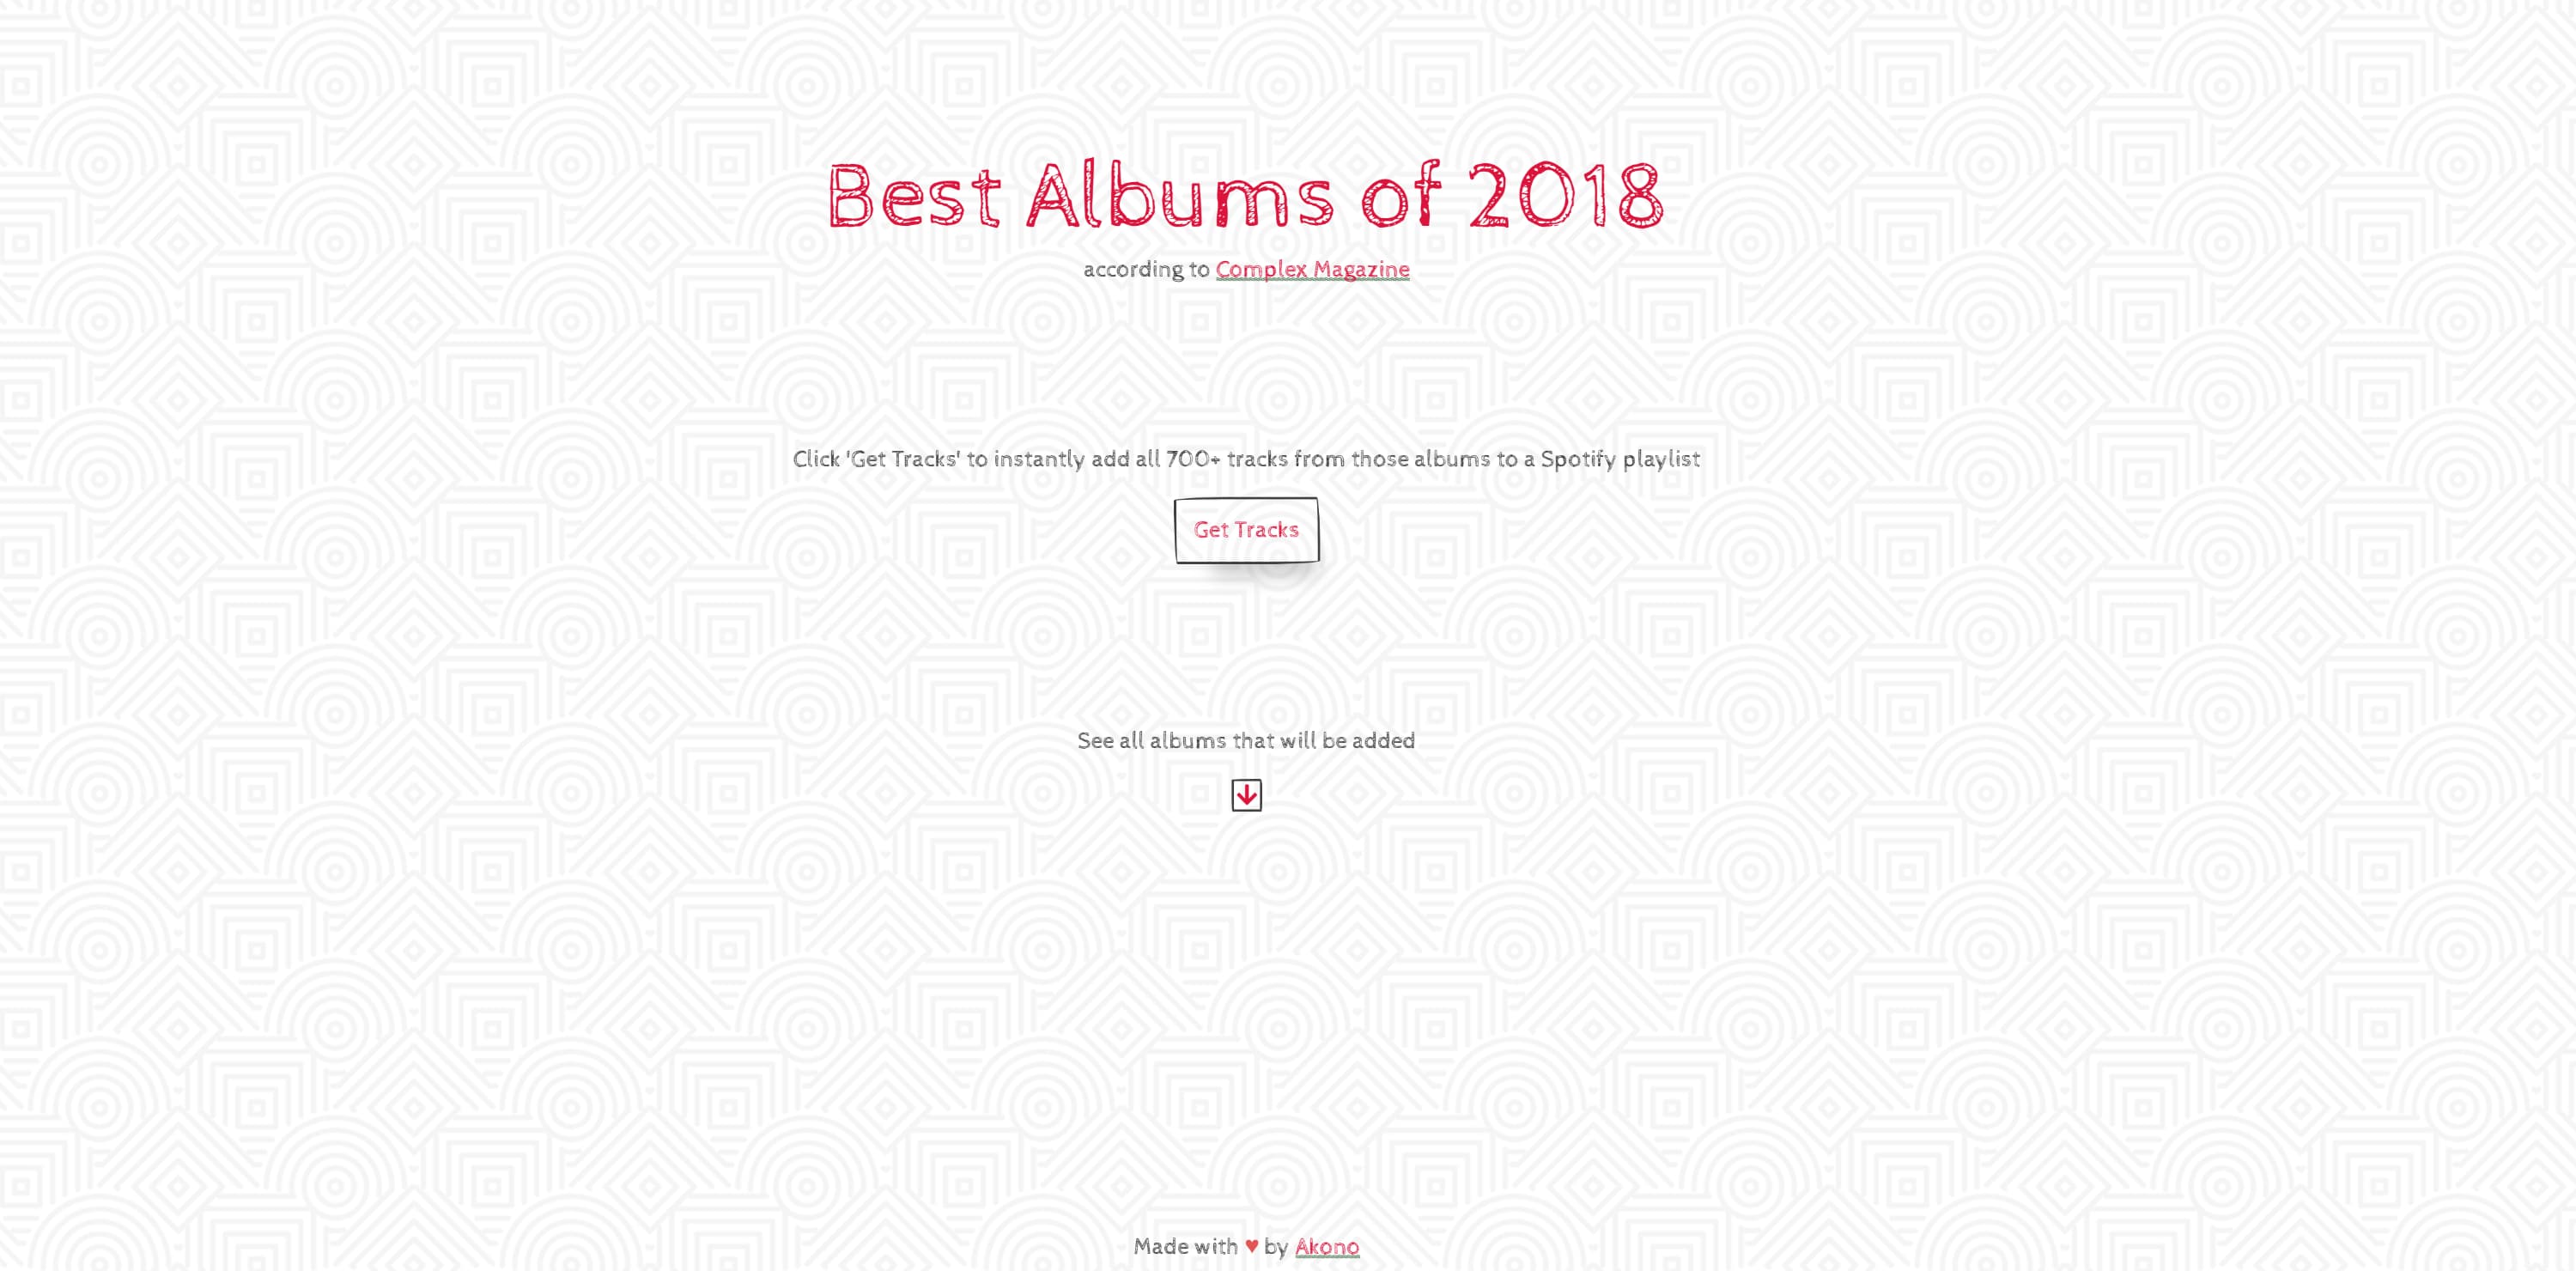 Best Albums of 2018
according to Complex Magazine
Click 'Get Tracks' to instantly add all 700+ tracks from those albums to a Spotify playlist
Get Tracks
See all albums that will be added
Made with ♥ by Akono